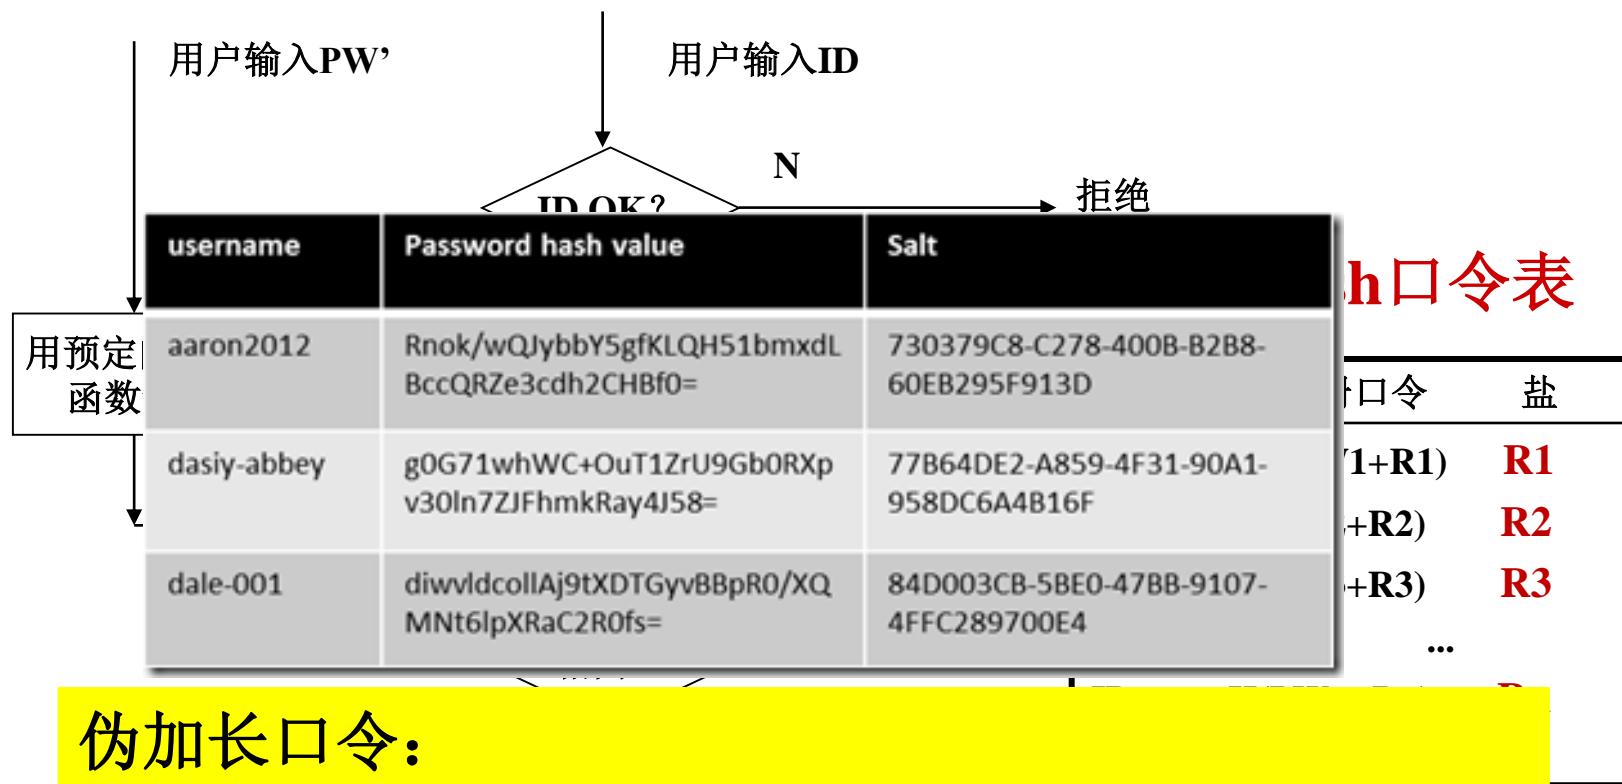 用户输入PW’
用户输入ID
N
ID OK？
拒绝
h口令表
用预定
函数
username Password hash value Salt
aaron2012 Rnok/wQJybbY5gfKLQH51bmxdL 730379C8-C278-400B-B2B8-
BccQRZe3cdh2CHBf0= 60EB295F913D
dasiy-abbey g0G71whWC+OuT1ZrU9Gb0RXp 77B64DE2-A859-4F31-90A1-
v30ln7ZJFhmkRay4J58= 958DC6A4B16F
dale-001 diwvldcollAj9tXDTGyvBBpR0/XQ 84D003CB-5BE0-47BB-9107-
MNt6lpXRaC2R0fs= 4FFC289700E4
口令 盐
1+R1) R1
+R2) R2
+R3) R3
...
伪加长口令：